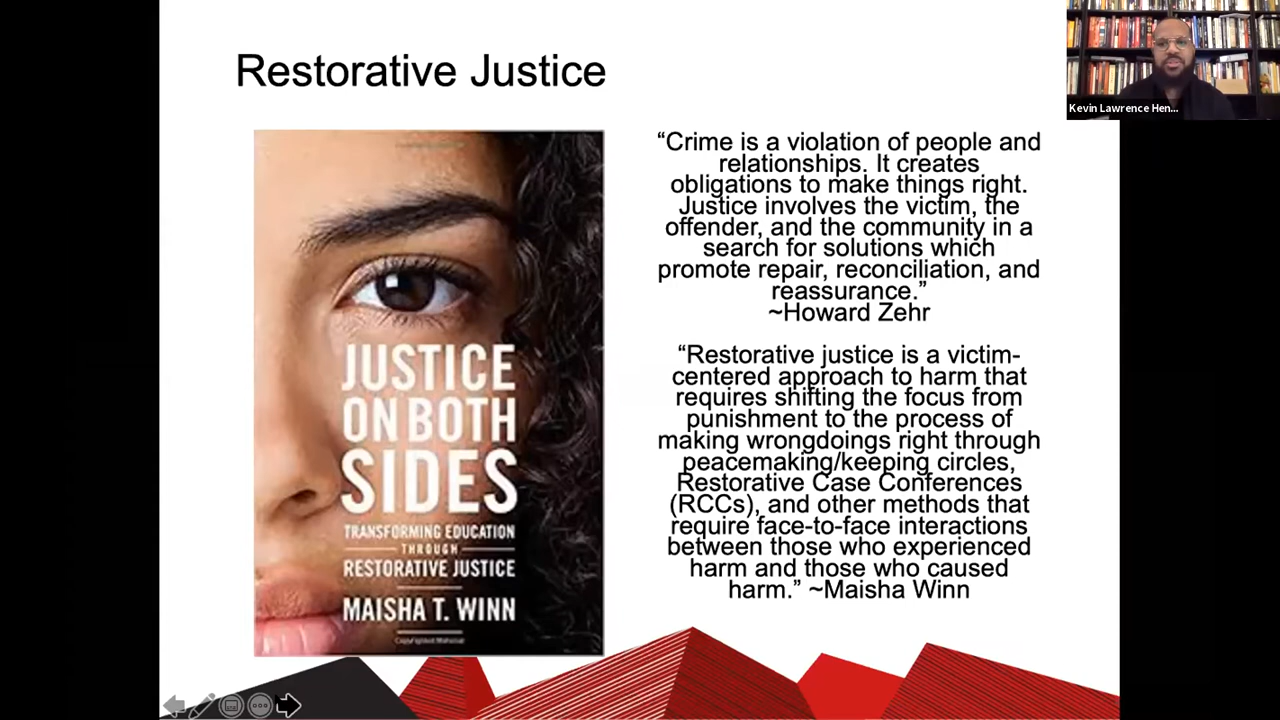 Restorative Justice
Kevin Lawrence Hen...
“Crime is a violation of people and
relationships. It creates
obligations to make things right.
Justice involves the victim, the
offender, and the community in a
search for solutions which
promote repair, reconciliation, and
reassurance.”
~Howard Zehr
“Restorative justice is a victim-
centered approach to harm that
requires shifting the focus from
punishment to the process of
making wrongdoings right through
peacemaking/keeping circles,
Restorative Case Conferences
(RCCs), and other methods that
require face-to-face interactions
between those who experienced
harm and those who caused
harm.” ~Maisha Winn
JUSTICE
ON BOTH
SIDES
TRANSFORMING EDUCATION
THROUGH
RESTORATIVE JUSTICE
MAISHA T. WINN
Copyrighted Material